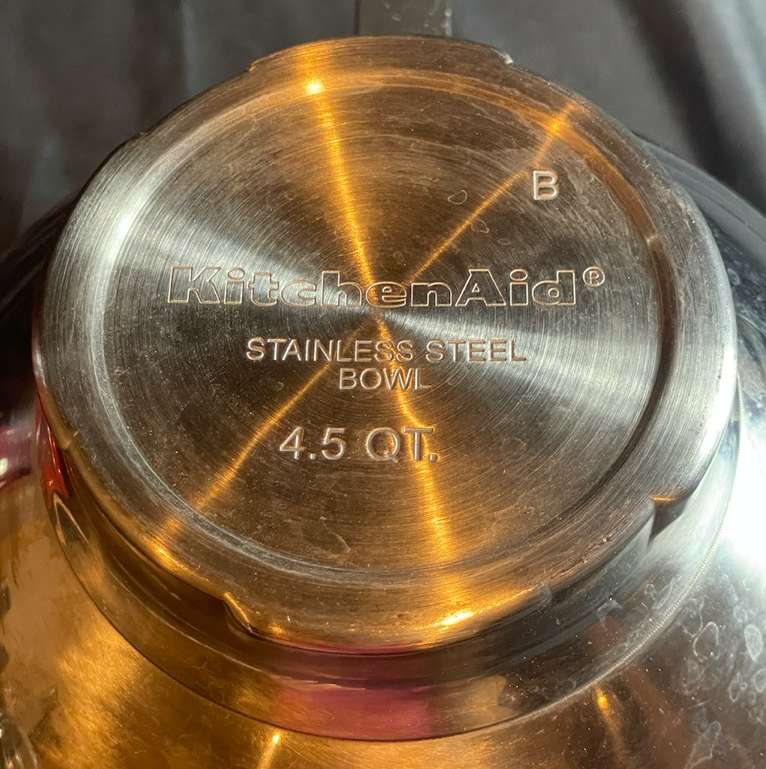 B
KitchenAid®
STAINLESS STEEL
BOWL
4.5 QT.